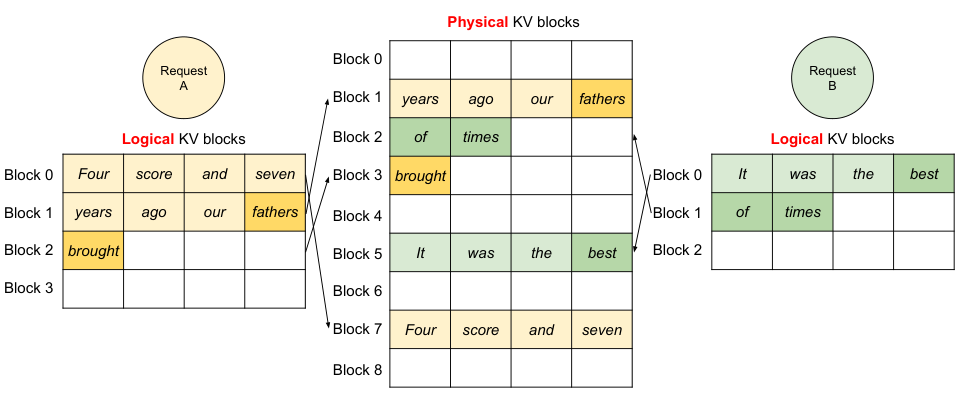 Physical KV blocks
Request
A
Request
B
Logical KV blocks
Block 0 Four score and seven
Block 1 years ago our fathers
Block 2 brought
Block 3
Block 0
Block 1 years ago our fathers
Block 2 of times
Block 3 brought
Block 4
Block 5 It was the best
Block 6
Block 7 Four score and seven
Block 8
Logical KV blocks
Block 0 It was the best
Block 1 of times
Block 2